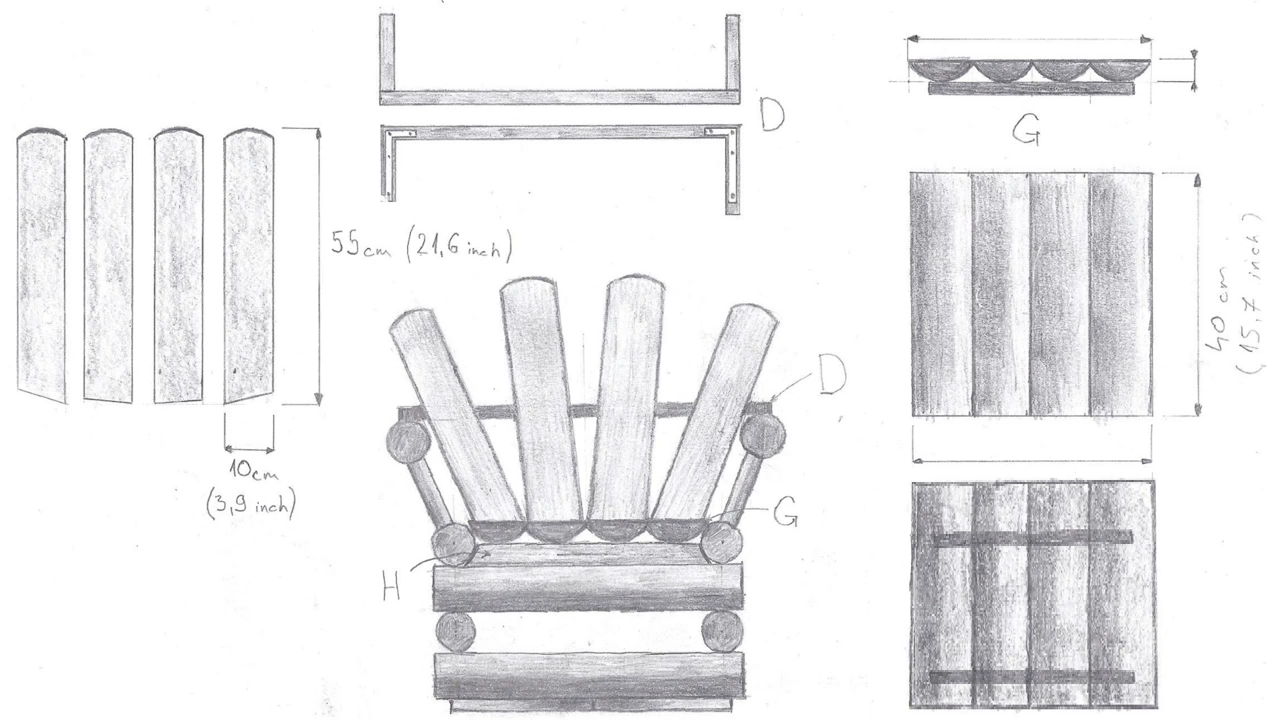 D
G
55cm (21,6 inch)
40 cm
(15,7 inch)
D
10cm
(3,9 inch)
G
H